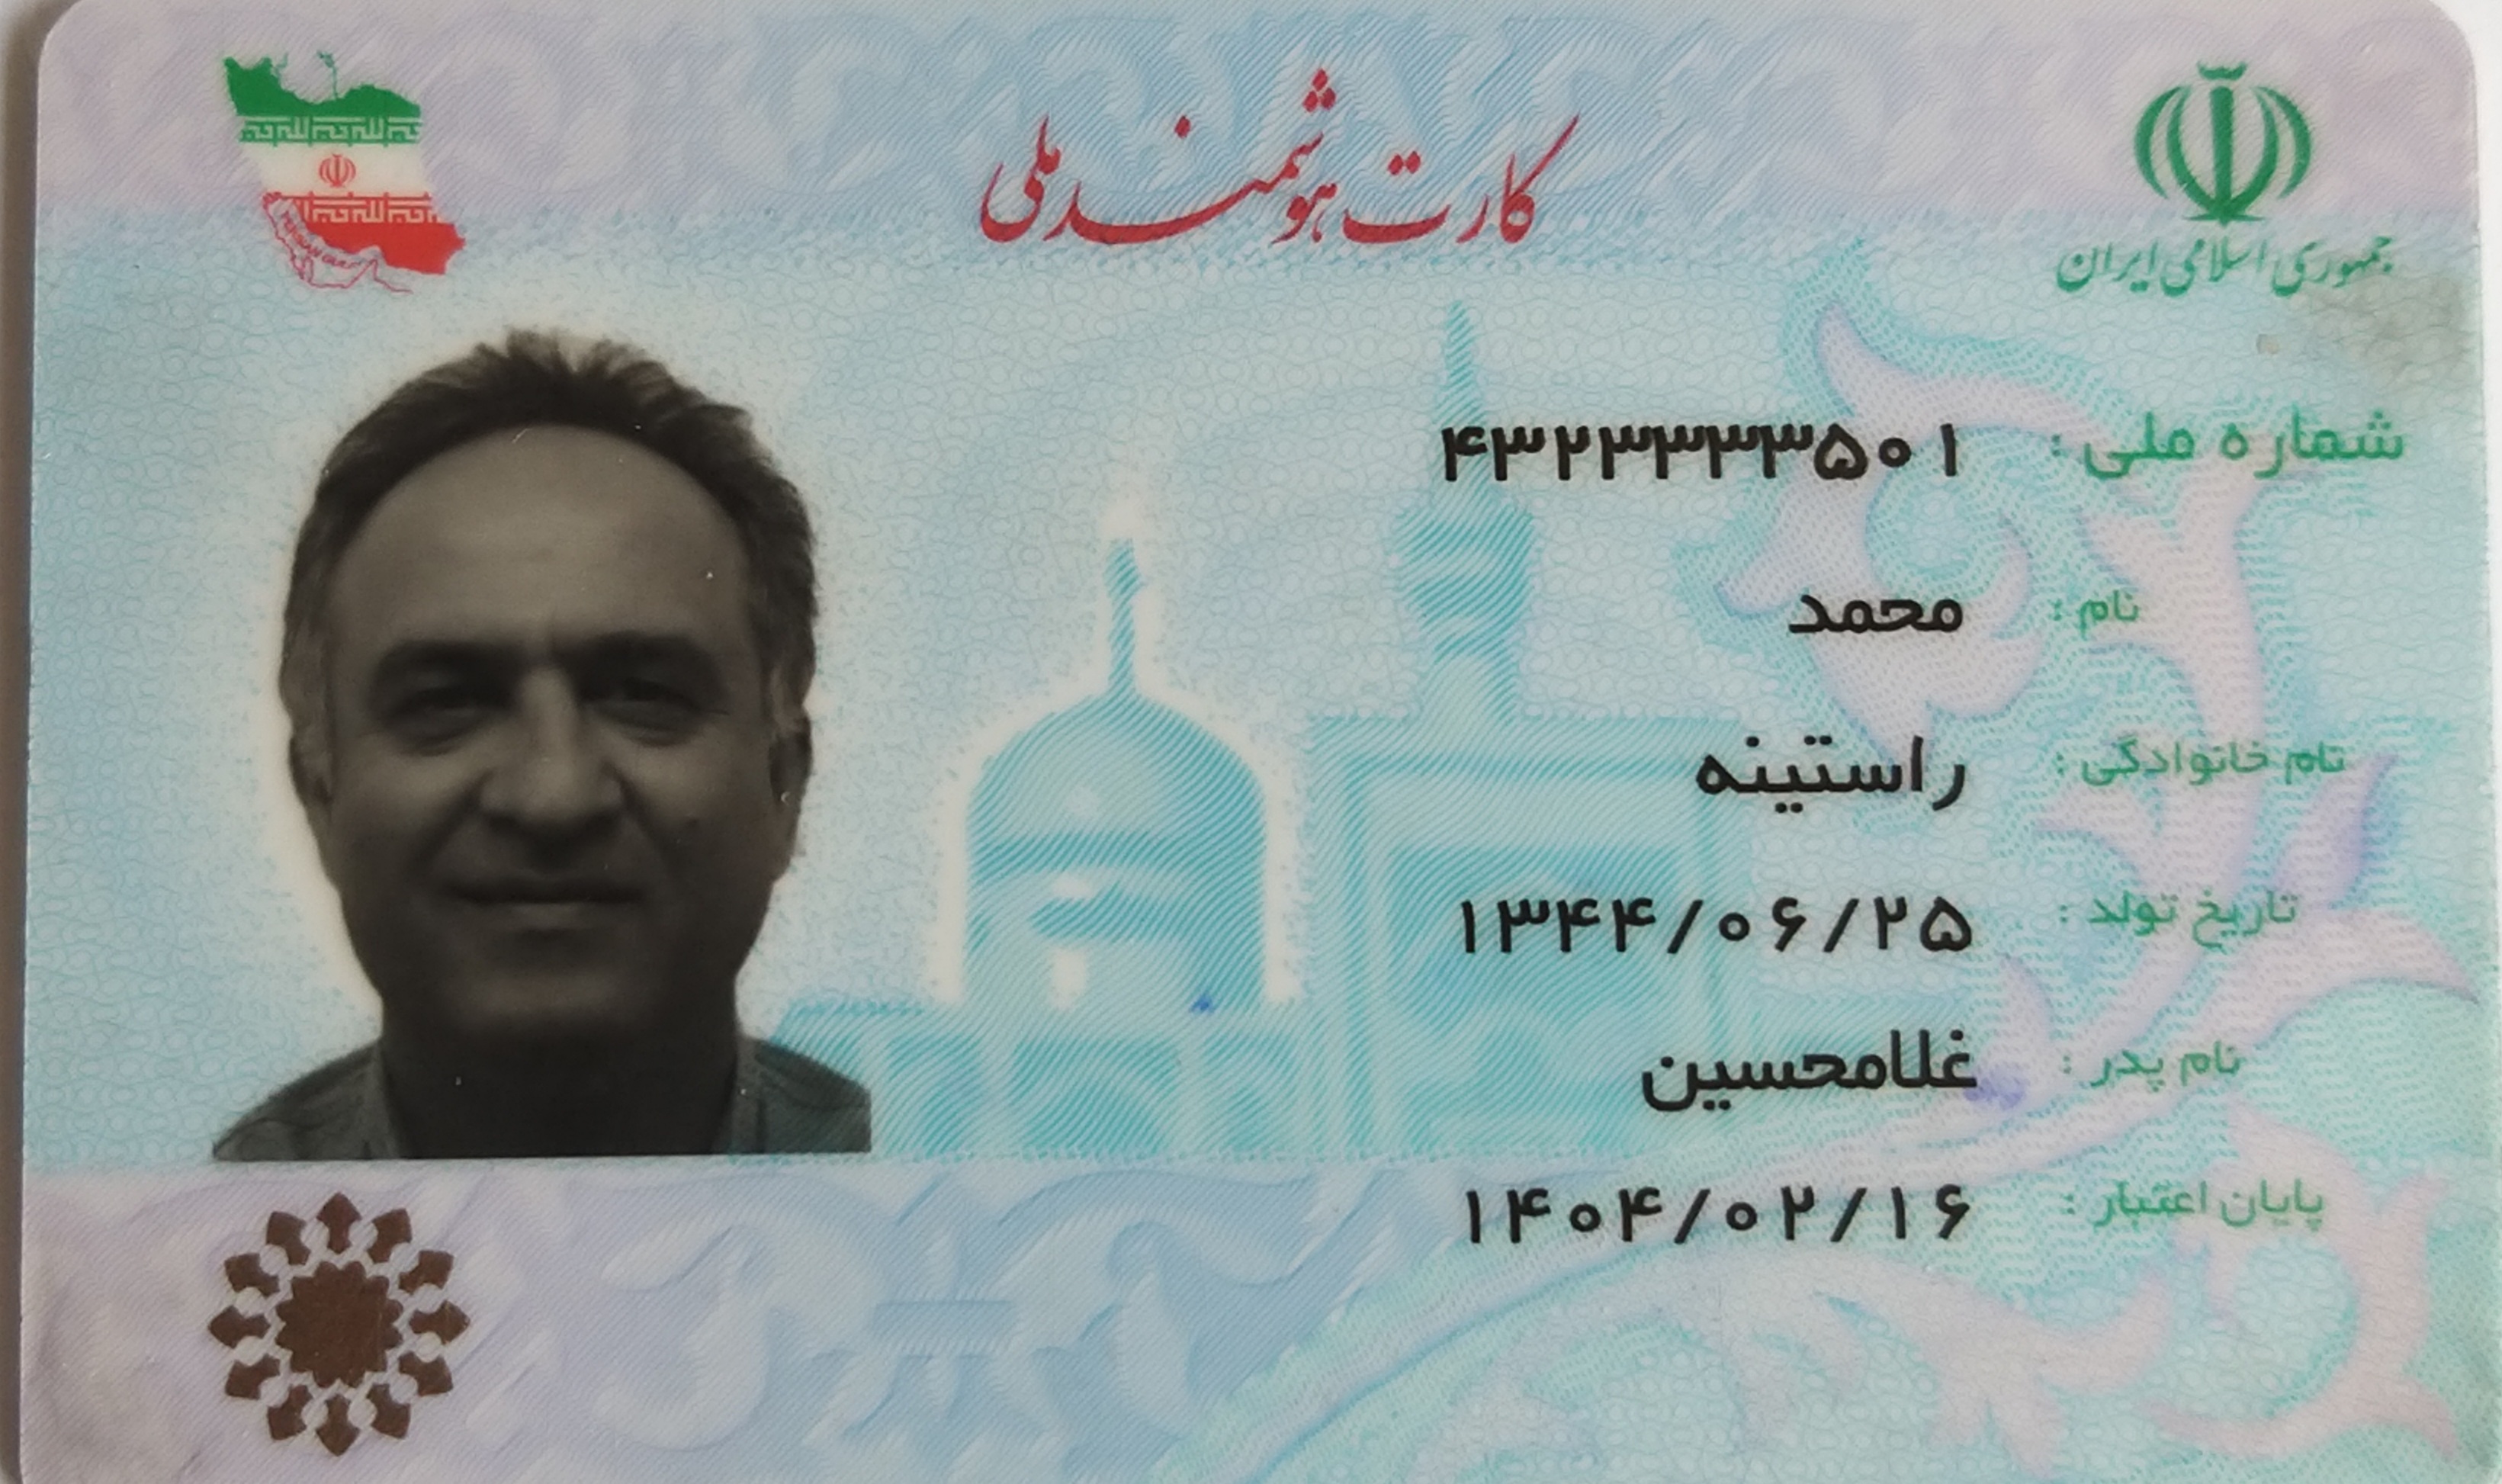 کارت هوشمند ملی
جمهوری اسلامی ایران
شماره ملی : ۴۳۲۳۳۳۳۵۰۱
نام : محمد
نام خانوادگی : راستینه
تاریخ تولد : ۱۳۴۴/۰۶/۲۵
نام پدر : غلامحسین
پایان اعتبار : ۱۴۰۴/۰۲/۱۶